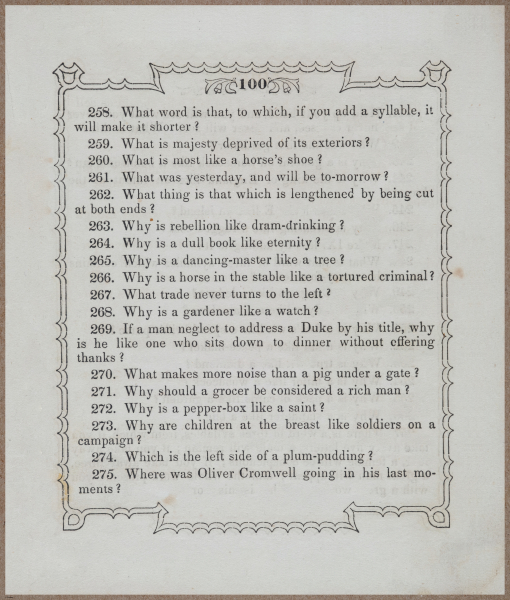 100
258. What word is that, to which, if you add a syllable, it
will make it shorter ?
259. What is majesty deprived of its exteriors ?
260. What is most like a horse's shoe ?
261. What was yesterday, and will be to-morrow ?
262. What thing is that which is lengthened by being cut
at both ends ?
263. Why is rebellion like dram-drinking ?
264. Why is a dull book like eternity ?
265. Why is a dancing-master like a tree ?
266. Why is a horse in the stable like a tortured criminal ?
267. What trade never turns to the left ?
268. Why is a gardener like a watch ?
269. If a man neglect to address a Duke by his title, why
is he like one who sits down to dinner without offering
thanks ?
270. What makes more noise than a pig under a gate ?
271. Why should a grocer be considered a rich man ?
272. Why is a pepper-box like a saint ?
273. Why are children at the breast like soldiers on a
campaign ?
274. Which is the left side of a plum-pudding ?
275. Where was Oliver Cromwell going in his last mo-
ments ?